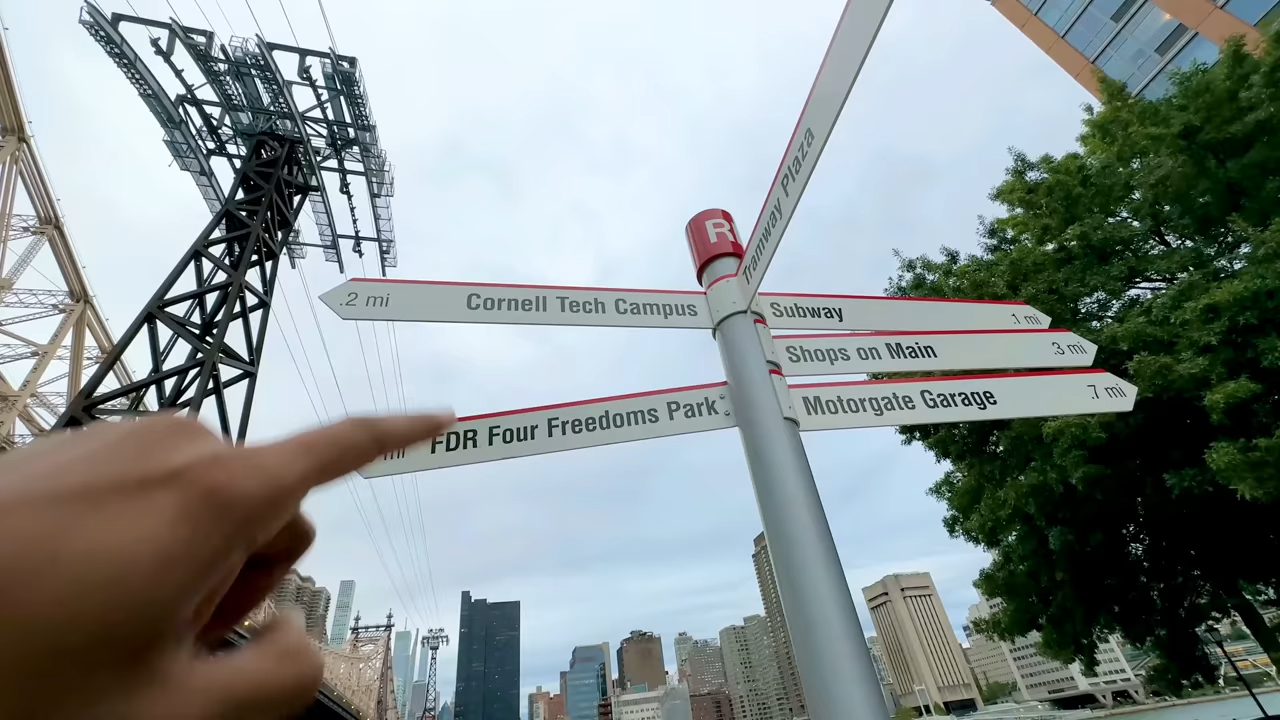 R
Tramway Plaza
.2 mi Cornell Tech Campus
Subway .1 mi
Shops on Main .3 mi
mi FDR Four Freedoms Park
Motorgate Garage .7 mi